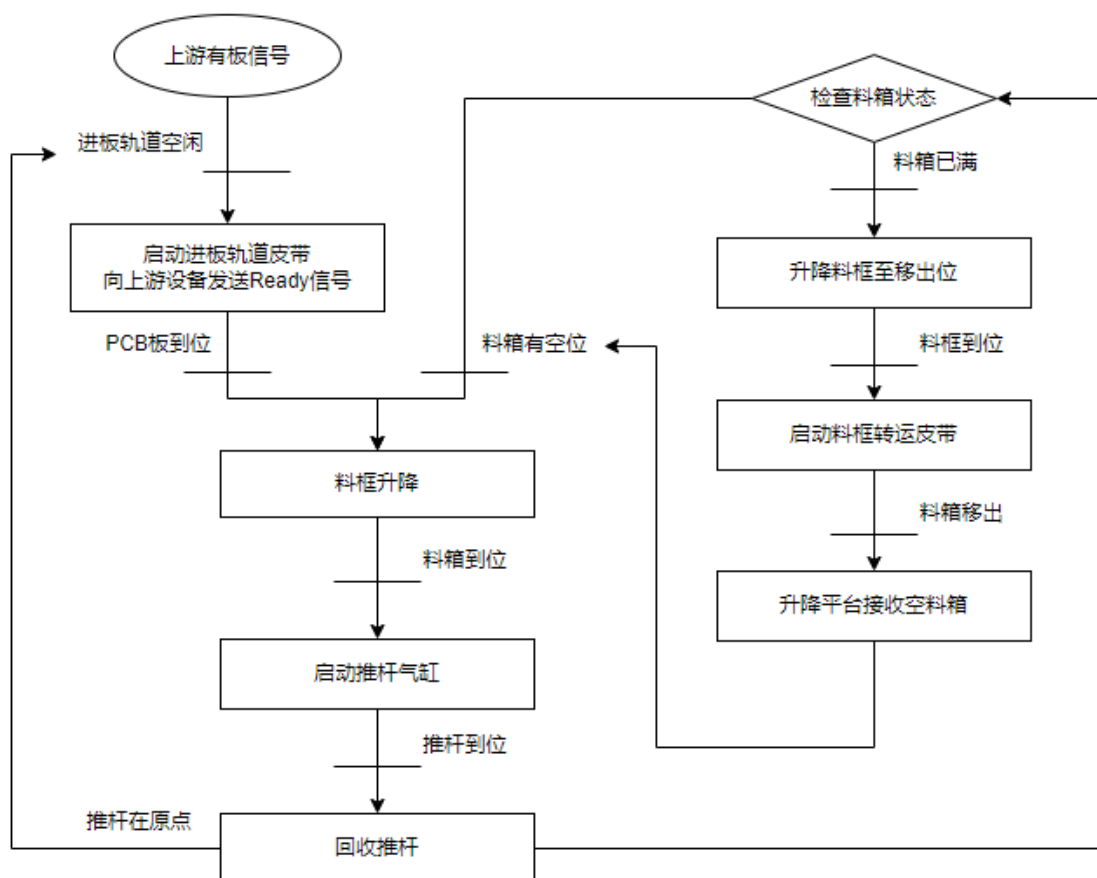 上游有板信号
进板轨道空闲
启动进板轨道皮带
向上游设备发送Ready信号
PCB板到位
料箱有空位
料框升降
料箱到位
启动推杆气缸
推杆到位
推杆在原点
回收推杆
检查料箱状态
料箱已满
升降料框至移出位
料框到位
启动料框转运皮带
料箱移出
升降平台接收空料箱